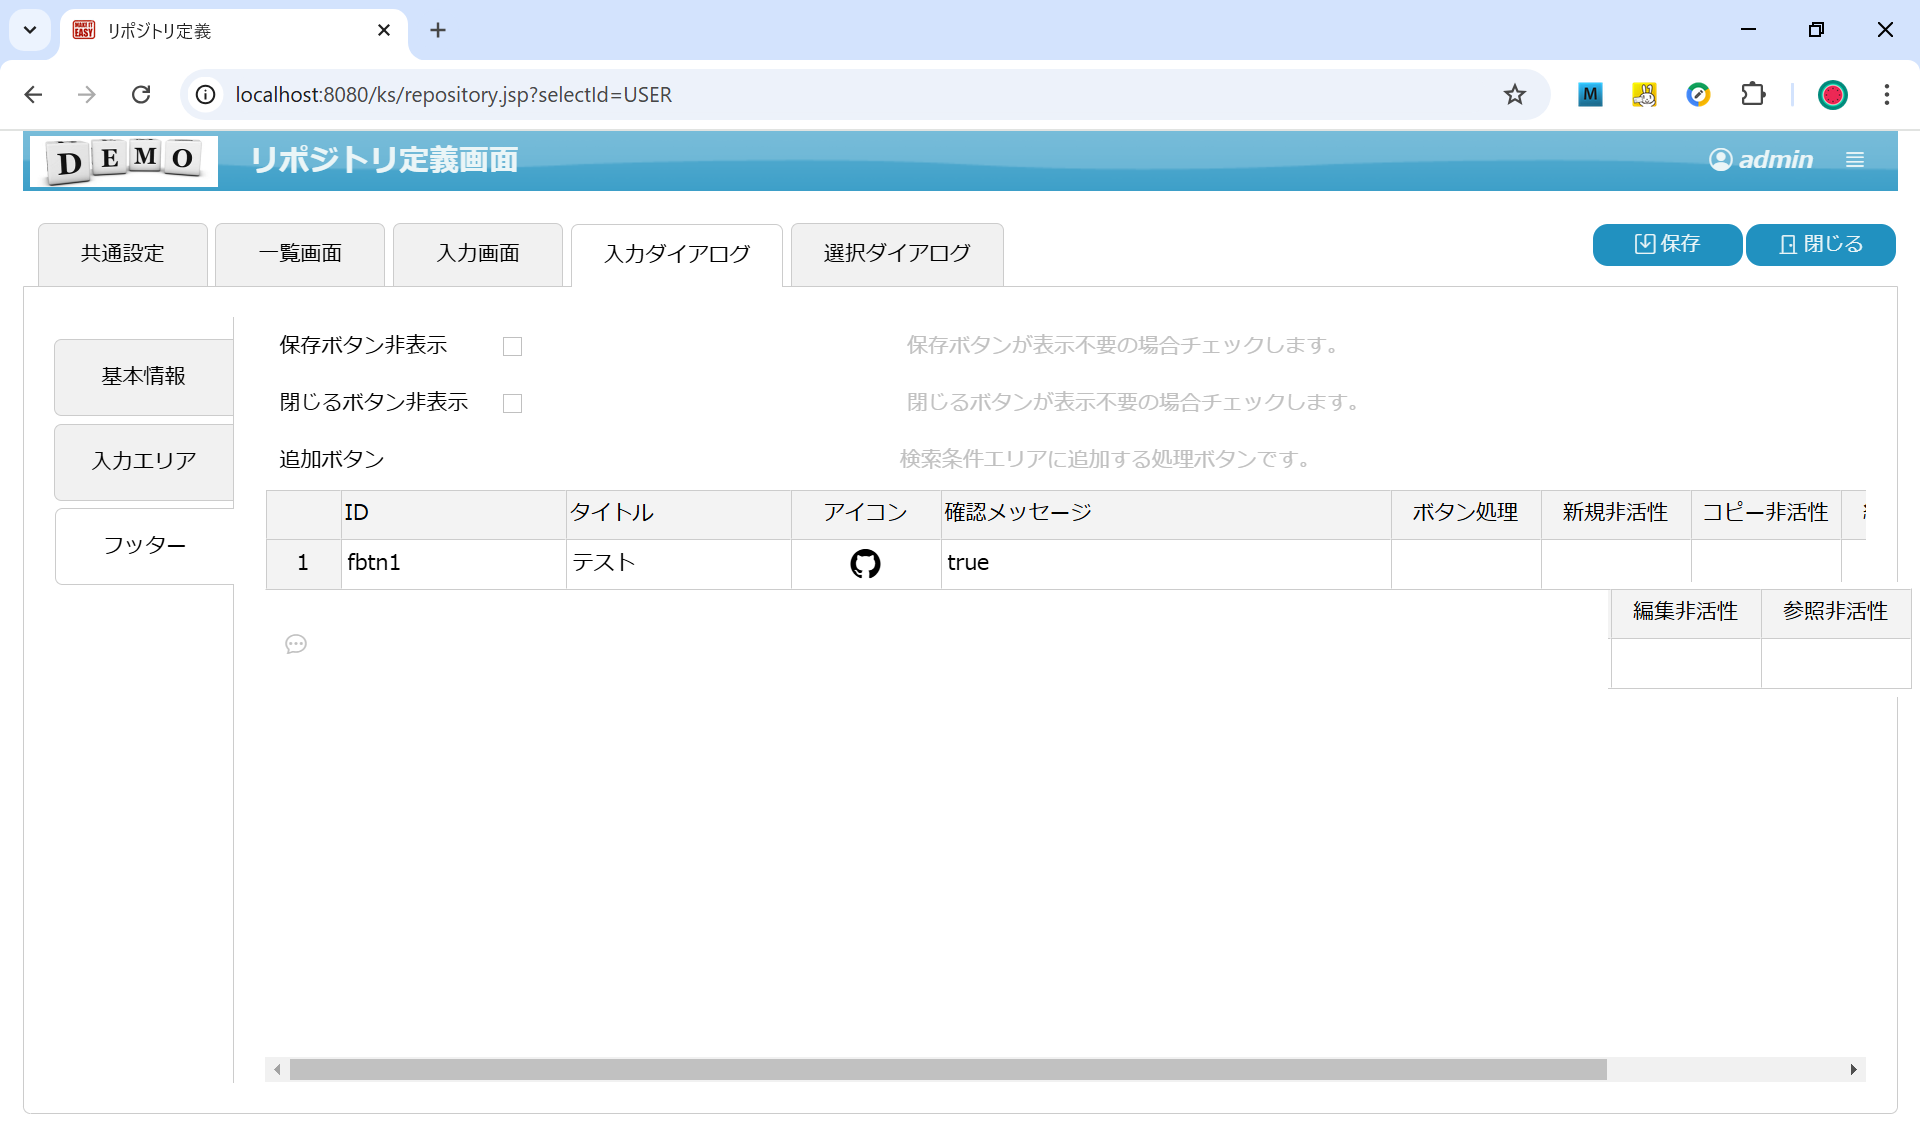 リポジトリ定義
localhost:8080/ks/repository.jsp?selectId=USER
DEMO
リポジトリ定義画面
admin
共通設定
一覧画面
入力画面
入力ダイアログ
選択ダイアログ
保存
閉じる
基本情報
入力エリア
フッター
保存ボタン非表示
保存ボタンが表示不要の場合チェックします。
閉じるボタン非表示
閉じるボタンが表示不要の場合チェックします。
追加ボタン
検索条件エリアに追加する処理ボタンです。
ID タイトル アイコン 確認メッセージ ボタン処理 新規非活性 コピー非活性
1 fbtn1 テスト true
編集非活性 参照非活性